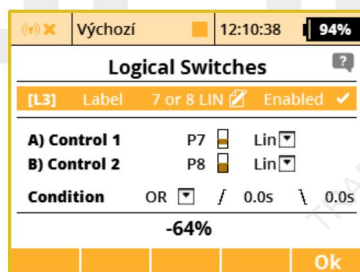 Výchozí 12:10:38 94%
Logical Switches ?
[L3] Label 7 or 8 LIN Enabled
A) Control 1 P7 Lin
B) Control 2 P8 Lin
Condition OR 0.0s 0.0s
-64%
Ok